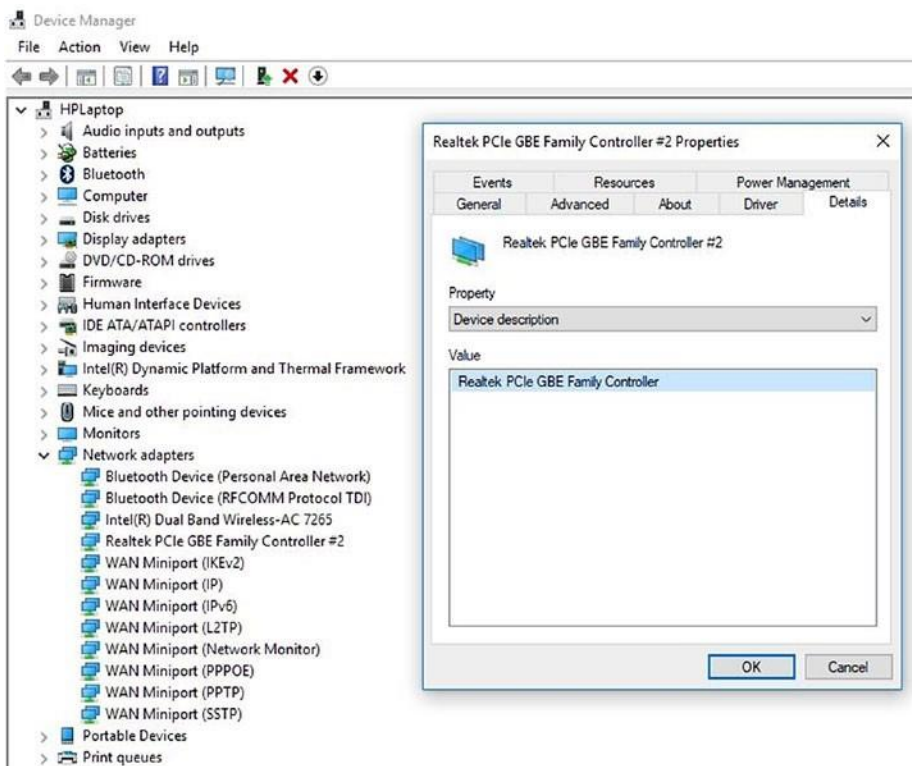 Device Manager
File Action View Help
HPLaptop
Audio inputs and outputs
Batteries
Bluetooth
Computer
Disk drives
Display adapters
DVD/CD-ROM drives
Firmware
Human Interface Devices
IDE ATA/ATAPI controllers
Imaging devices
Intel(R) Dynamic Platform and Thermal Framework
Keyboards
Mice and other pointing devices
Monitors
Network adapters
Bluetooth Device (Personal Area Network)
Bluetooth Device (RFCOMM Protocol TDI)
Intel(R) Dual Band Wireless-AC 7265
Realtek PCIe GBE Family Controller #2
WAN Miniport (IKEv2)
WAN Miniport (IP)
WAN Miniport (IPv6)
WAN Miniport (L2TP)
WAN Miniport (Network Monitor)
WAN Miniport (PPPOE)
WAN Miniport (PPTP)
WAN Miniport (SSTP)
Portable Devices
Print queues
Realtek PCIe GBE Family Controller #2 Properties
Events Resources Power Management
General Advanced About Driver Details
Realtek PCIe GBE Family Controller #2
Property
Device description
Value
Realtek PCIe GBE Family Controller
OK Cancel